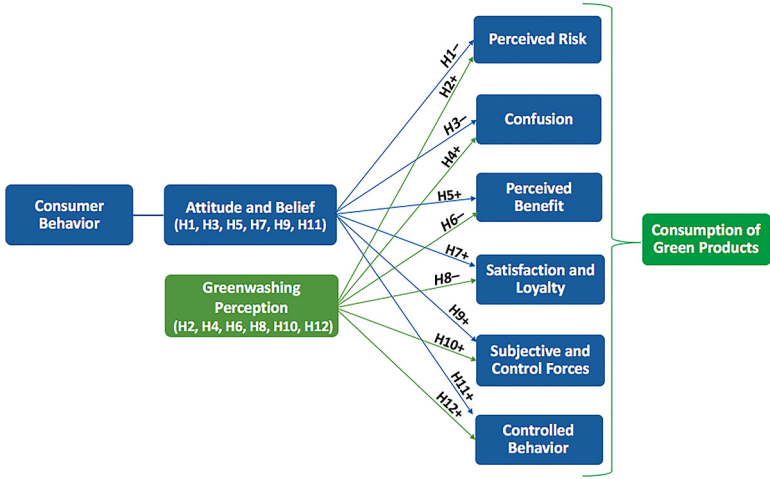 Consumer
Behavior
Attitude and Belief
(H1, H3, H5, H7, H9, H11)
Greenwashing
Perception
(H2, H4, H6, H8, H10, H12)
H1–
H2+
H3–
H4+
H5+
H6–
H7+
H8–
H9+
H10+
H11+
H12+
Perceived Risk
Confusion
Perceived
Benefit
Satisfaction and
Loyalty
Subjective and
Control Forces
Controlled
Behavior
Consumption of
Green Products